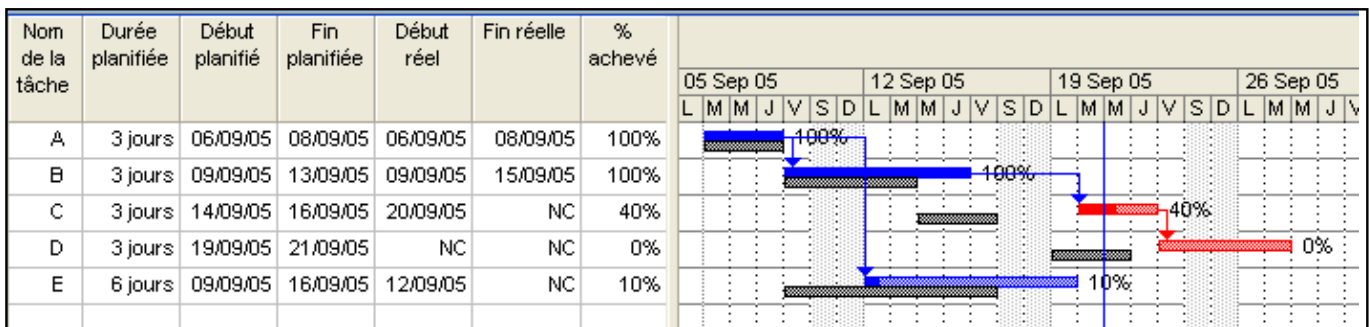 Nom de la tâche | Durée planifiée | Début planifié | Fin planifiée | Début réel | Fin réelle | % achevé
05 Sep 05 | 12 Sep 05 | 19 Sep 05 | 26 Sep 05
L M M J V S D L M M J V S D L M M J V S D L M M J V
A | 3 jours | 06/09/05 | 08/09/05 | 06/09/05 | 08/09/05 | 100% | 100%
B | 3 jours | 09/09/05 | 13/09/05 | 09/09/05 | 15/09/05 | 100% | 100%
C | 3 jours | 14/09/05 | 16/09/05 | 20/09/05 | NC | 40% | 40%
D | 3 jours | 19/09/05 | 21/09/05 | NC | NC | 0% | 0%
E | 6 jours | 09/09/05 | 16/09/05 | 12/09/05 | NC | 10% | 10%